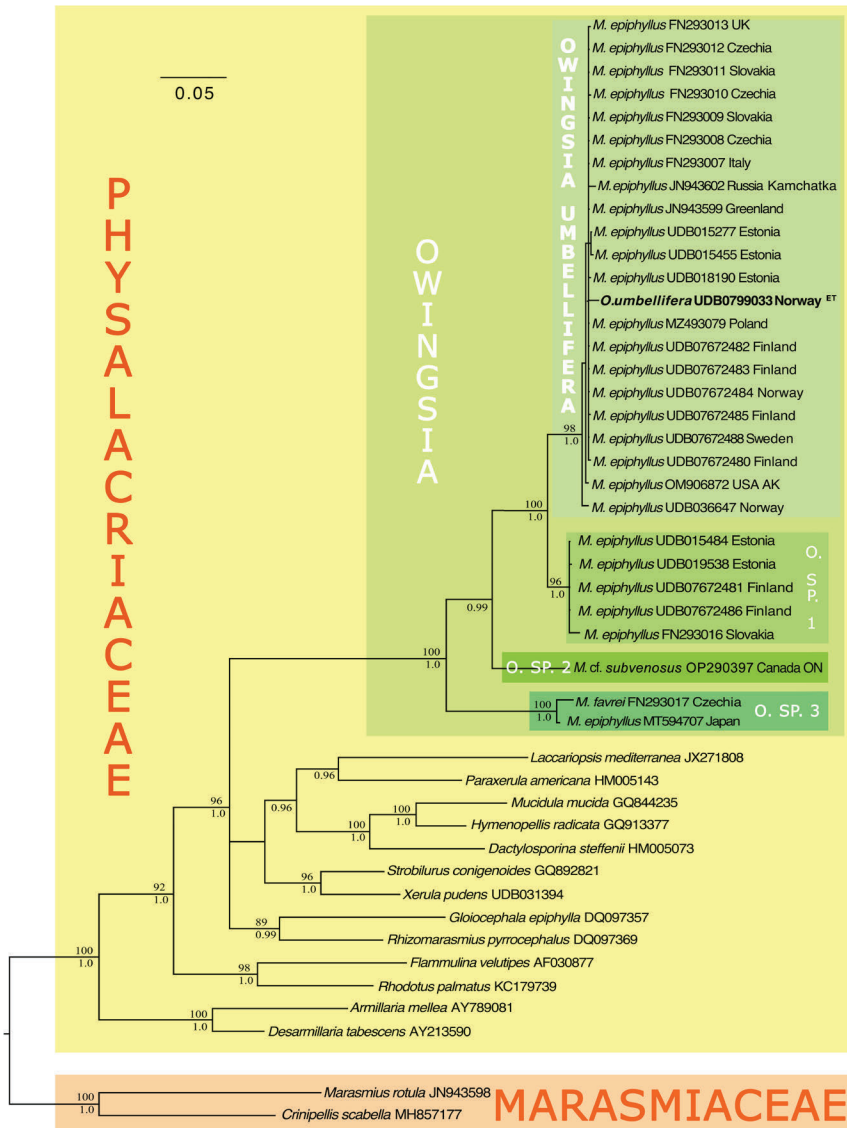 M. epiphyllus FN293013 UK
M. epiphyllus FN293012 Czechia
M. epiphyllus FN293011 Slovakia
M. epiphyllus FN293010 Czechia
M. epiphyllus FN293009 Slovakia
M. epiphyllus FN293008 Czechia
M. epiphyllus FN293007 Italy
M. epiphyllus JN943602 Russia Kamchatka
M. epiphyllus JN943599 Greenland
M. epiphyllus UDB015277 Estonia
M. epiphyllus UDB015455 Estonia
M. epiphyllus UDB018190 Estonia
O.umbellifera UDB0799033 Norway ET
M. epiphyllus MZ493079 Poland
M. epiphyllus UDB07672482 Finland
M. epiphyllus UDB07672483 Finland
M. epiphyllus UDB07672484 Norway
M. epiphyllus UDB07672485 Finland
M. epiphyllus UDB07672488 Sweden
M. epiphyllus UDB07672480 Finland
M. epiphyllus OM906872 USA AK
M. epiphyllus UDB036647 Norway
OWINGSIA UMBELLIFERA
0.05
PHYSALACRIACEAE
OWINGSIA
98
1.0
100
1.0
M. epiphyllus UDB015484 Estonia
M. epiphyllus UDB019538 Estonia
M. epiphyllus UDB07672481 Finland
M. epiphyllus UDB07672486 Finland
M. epiphyllus FN293016 Slovakia
O. SP. 1
96
1.0
0.99
O. SP. 2
M. cf. subvenosus OP290397 Canada ON
100
1.0
M. favrei FN293017 Czechia
M. epiphyllus MT594707 Japan
100
1.0
O. SP. 3
Laccariopsis mediterranea JX271808
0.96
Paraxerula americana HM005143
0.96
Mucidula mucida GQ844235
100
1.0
Hymenopellis radicata GQ913377
100
1.0
Dactylosporina steffenii HM005073
96
1.0
Strobilurus conigenoides GQ892821
96
1.0
Xerula pudens UDB031394
92
1.0
Gloiocephala epiphylla DQ097357
89
0.99
Rhizomarasmius pyrrocephalus DQ097369
Flammulina velutipes AF030877
98
1.0
Rhodotus palmatus KC179739
100
1.0
Armillaria mellea AY789081
100
1.0
Desarmillaria tabescens AY213590
Marasmius rotula JN943598
100
1.0
Crinipellis scabella MH857177
MARASMIACEAE